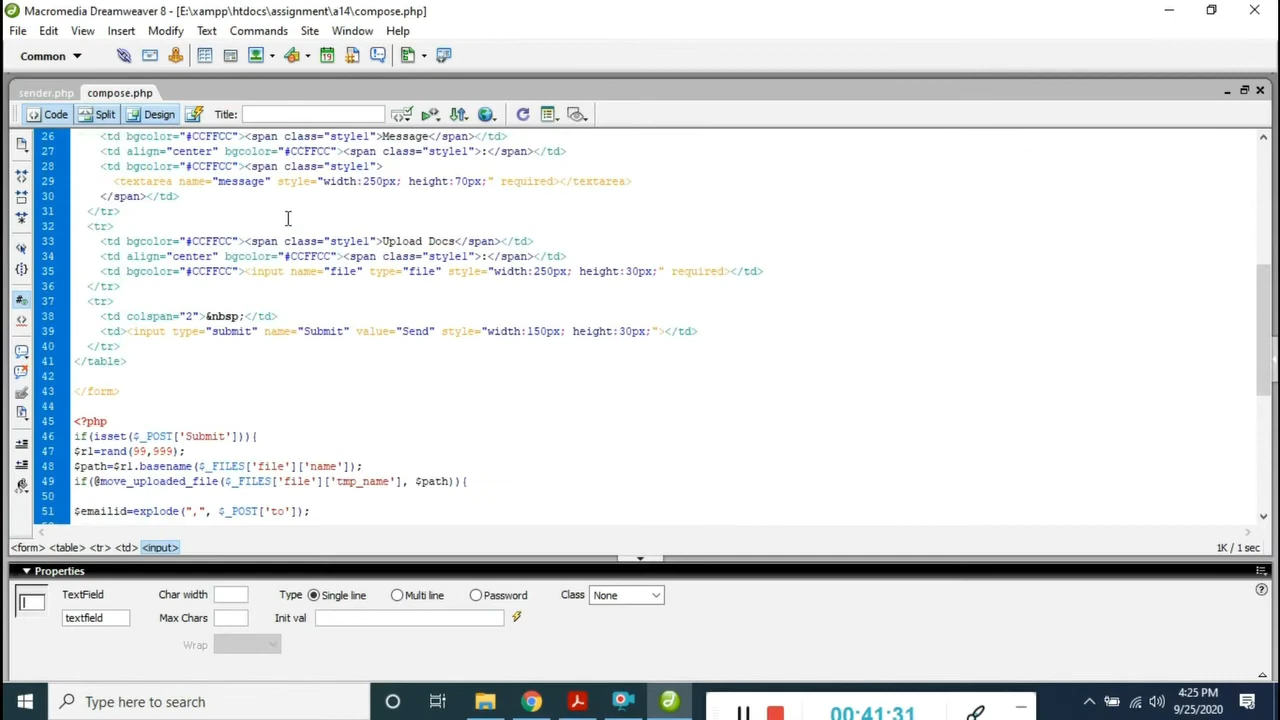 Macromedia Dreamweaver 8 - [E:\xampp\htdocs\assignment\a14\compose.php]
File Edit View Insert Modify Text Commands Site Window Help
Common
sender.php compose.php
Code Split Design Title:
26 <td bgcolor="#CCFFCC"><span class="style1">Message</span></td>
27 <td align="center" bgcolor="#CCFFCC"><span class="style1">:</span></td>
28 <td bgcolor="#CCFFCC"><span class="style1">
29 <textarea name="message" style="width:250px; height:70px;" required></textarea>
30 </span></td>
31 </tr>
32 <tr>
33 <td bgcolor="#CCFFCC"><span class="style1">Upload Docs</span></td>
34 <td align="center" bgcolor="#CCFFCC"><span class="style1">:</span></td>
35 <td bgcolor="#CCFFCC"><input name="file" type="file" style="width:250px; height:30px;" required></td>
36 </tr>
37 <tr>
38 <td colspan="2">&nbsp;</td>
39 <td><input type="submit" name="Submit" value="Send" style="width:150px; height:30px;"></td>
40 </tr>
41 </table>
42
43 </form>
44
45 <?php
46 if(isset($_POST['Submit'])){
47 $r1=rand(99,999);
48 $path=$r1.basename($_FILES['file']['name']);
49 if(@move_uploaded_file($_FILES['file']['tmp_name'], $path)){
50
51 $emailid=explode(",", $_POST['to']);
<form> <table> <tr> <td> <input>
1K / 1 sec
Properties
TextField Char width Type Single line Multi line Password Class None
textfield Max Chars Init val
Wrap
Type here to search
00:41:31
4:25 PM
9/25/2020